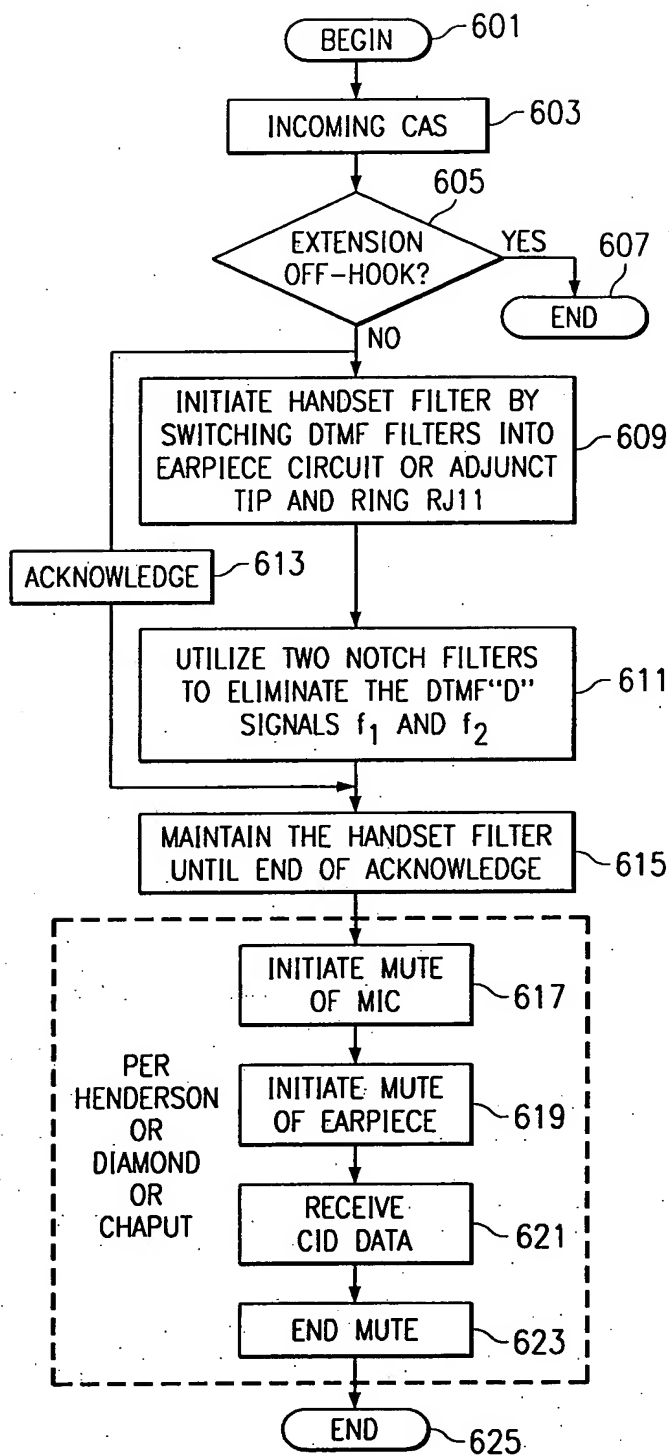 BEGIN
601
INCOMING CAS
603
605
EXTENSION
OFF-HOOK?
YES
607
END
NO
INITIATE HANDSET FILTER BY
SWITCHING DTMF FILTERS INTO
EARPIECE CIRCUIT OR ADJUNCT
TIP AND RING RJ11
609
ACKNOWLEDGE
613
UTILIZE TWO NOTCH FILTERS
TO ELIMINATE THE DTMF"D"
SIGNALS f₁ AND f₂
611
MAINTAIN THE HANDSET FILTER
UNTIL END OF ACKNOWLEDGE
615
PER
HENDERSON
OR
DIAMOND
OR
CHAPUT
INITIATE MUTE
OF MIC
617
INITIATE MUTE
OF EARPIECE
619
RECEIVE
CID DATA
621
END MUTE
623
END
625